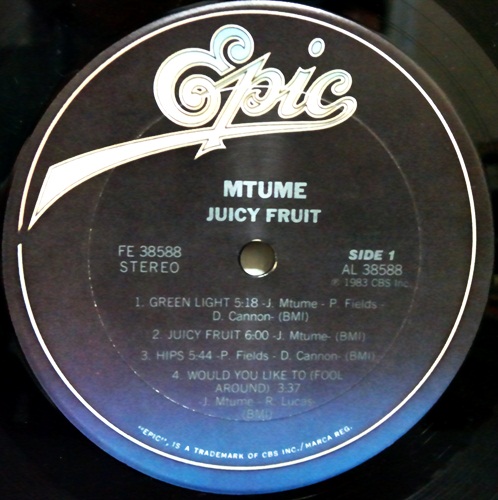 Epic
MTUME
JUICY FRUIT
FE 38588
STEREO
SIDE 1
AL 38588
℗ 1983 CBS Inc.
1. GREEN LIGHT 5:18 -J. Mtume - P. Fields -
D. Cannon- (BMI)
2. JUICY FRUIT 6:00 -J. Mtume- (BMI)
3. HIPS 5:44 -P. Fields - D. Cannon- (BMI)
4. WOULD YOU LIKE TO (FOOL
AROUND) 3:37
-J. Mtume - R. Lucas-
(BMI)
"EPIC", IS A TRADEMARK OF CBS INC./MARCA REG.